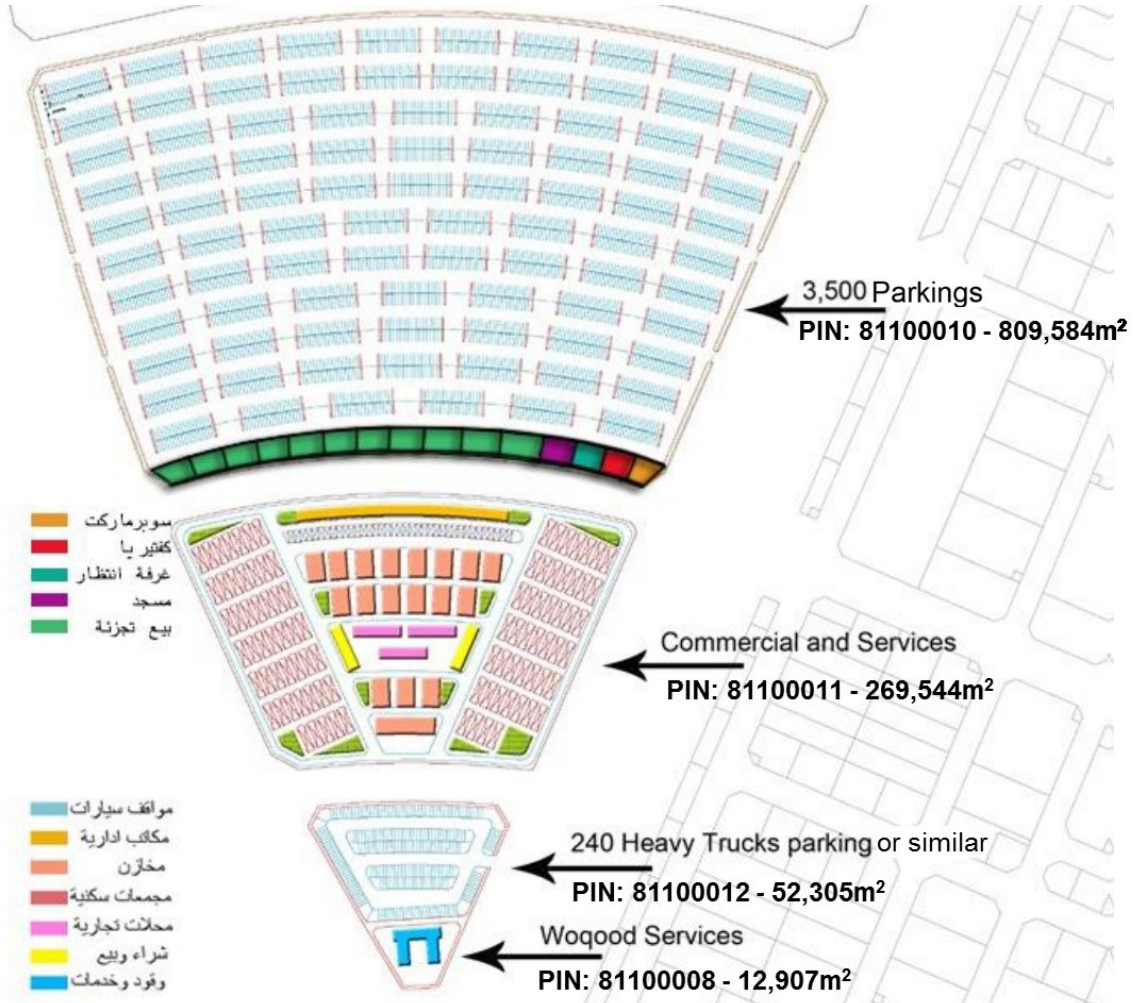 3,500 Parkings
PIN: 81100010 - 809,584m²
سوبرماركت
كفتيريا
غرفة انتظار
مسجد
بيع تجزئة
Commercial and Services
PIN: 81100011 - 269,544m²
مواقف سيارات
مكاتب ادارية
مخازن
مجمعات سكنية
محلات تجارية
شراء وبيع
وقود وخدمات
240 Heavy Trucks parking or similar
PIN: 81100012 - 52,305m²
Woqood Services
PIN: 81100008 - 12,907m²